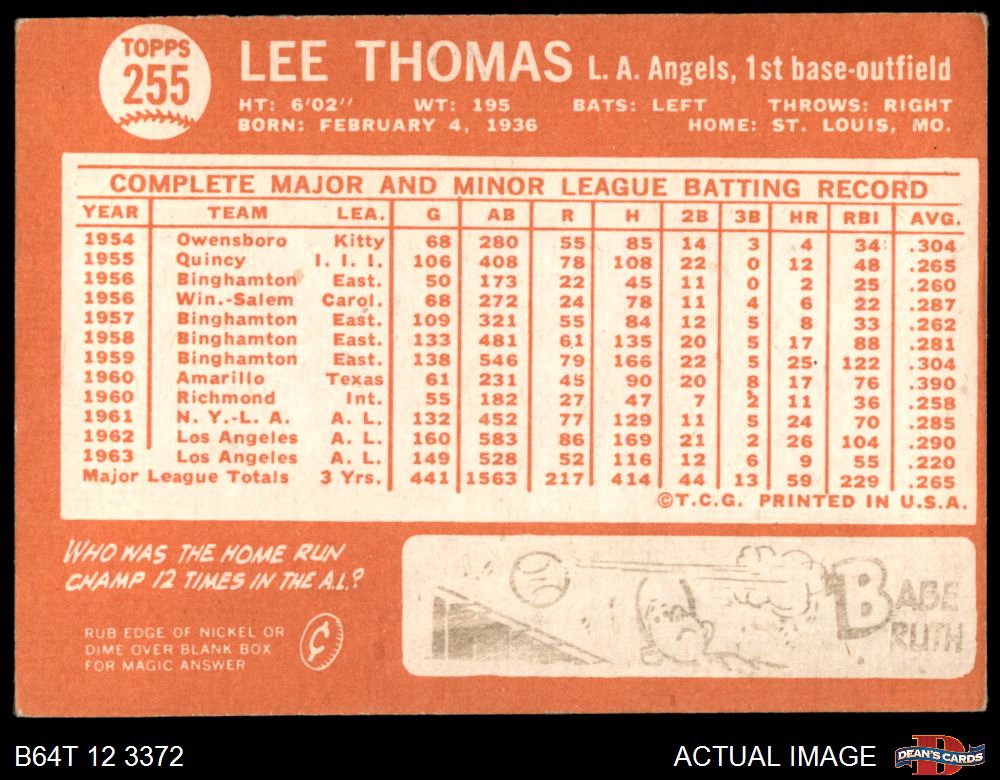 TOPPS
255
LEE THOMAS L. A. Angels, 1st base-outfield
HT: 6'02" WT: 195 BATS: LEFT THROWS: RIGHT
BORN: FEBRUARY 4, 1936 HOME: ST. LOUIS, MO.
COMPLETE MAJOR AND MINOR LEAGUE BATTING RECORD
YEAR TEAM LEA. G AB R H 2B 3B HR RBI AVG.
1954 Owensboro Kitty 68 280 55 85 14 3 4 34 .304
1955 Quincy I. I. I. 106 408 78 108 22 0 12 48 .265
1956 Binghamton East. 50 173 22 45 11 0 2 25 .260
1956 Win.-Salem Carol. 68 272 24 78 11 4 6 22 .287
1957 Binghamton East. 109 321 55 84 12 5 8 33 .262
1958 Binghamton East. 133 481 61 135 20 5 17 88 .281
1959 Binghamton East. 138 546 79 166 22 5 25 122 .304
1960 Amarillo Texas 61 231 45 90 20 8 17 76 .390
1960 Richmond Int. 55 182 27 47 7 2 11 36 .258
1961 N. Y.-L. A. A. L. 132 452 77 129 11 5 24 70 .285
1962 Los Angeles A. L. 160 583 86 169 21 2 26 104 .290
1963 Los Angeles A. L. 149 528 52 116 12 6 9 55 .220
Major League Totals 3 Yrs. 441 1563 217 414 44 13 59 229 .265
©T.C.G. PRINTED IN U.S.A.
WHO WAS THE HOME RUN
CHAMP 12 TIMES IN THE A.L.?
RUB EDGE OF NICKEL OR
DIME OVER BLANK BOX
FOR MAGIC ANSWER
¢
BABE
RUTH
B64T 12 3372 ACTUAL IMAGE
D
DEAN'S CARDS